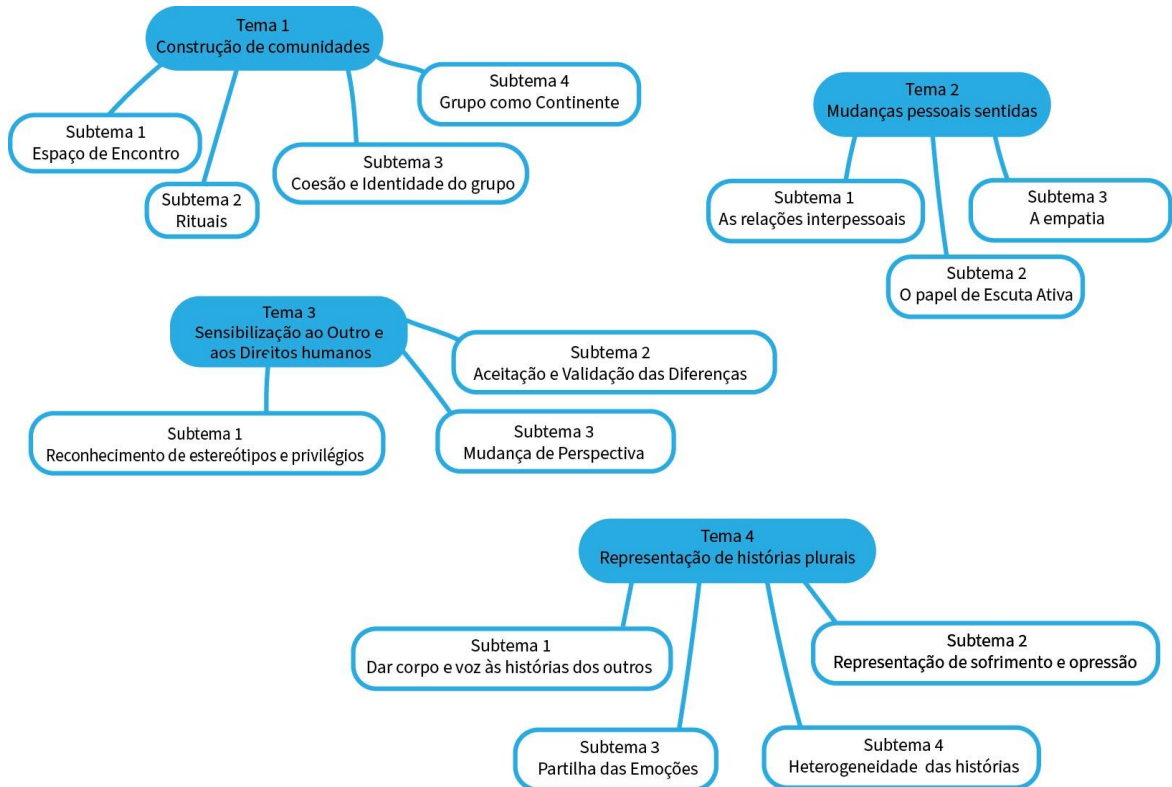 Tema 1
Construção de comunidades
Subtema 1
Espaço de Encontro
Subtema 2
Rituais
Subtema 3
Coesão e Identidade do grupo
Subtema 4
Grupo como Continente
Tema 2
Mudanças pessoais sentidas
Subtema 1
As relações interpessoais
Subtema 2
O papel de Escuta Ativa
Subtema 3
A empatia
Tema 3
Sensibilização ao Outro e
aos Direitos humanos
Subtema 1
Reconhecimento de estereótipos e privilégios
Subtema 2
Aceitação e Validação das Diferenças
Subtema 3
Mudança de Perspectiva
Tema 4
Representação de histórias plurais
Subtema 1
Dar corpo e voz às histórias dos outros
Subtema 2
Representação de sofrimento e opressão
Subtema 3
Partilha das Emoções
Subtema 4
Heterogeneidade das histórias